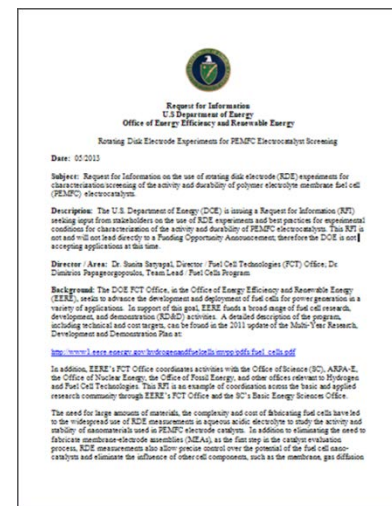 Request for Information
U.S Department of Energy
Office of Energy Efficiency and Renewable Energy
Rotating Disk Electrode Experiments for PEMFC Electrocatalyst Screening
Date: 05/2013
Subject: Request for Information on the use of rotating disk electrode (RDE) experiments for
characterization/screening of the activity and durability of polymer electrolyte membrane fuel cell
(PEMFC) electrocatalysts.
Description: The U.S. Department of Energy (DOE) is issuing a Request for Information (RFI)
seeking input from stakeholders on the use of RDE experiments and best practices for experimental
conditions for characterization of the activity and durability of PEMFC electrocatalysts. This RFI is
not and will not lead directly to a Funding Opportunity Announcement; therefore the DOE is not
accepting applications at this time.
Director / Area: Dr. Sunita Satyapal, Director / Fuel Cell Technologies (FCT) Office; Dr.
Dimitrios Papageorgopoulos, Team Lead / Fuel Cells Program
Background: The DOE FCT Office, in the Office of Energy Efficiency and Renewable Energy
(EERE), seeks to advance the development and deployment of fuel cells for power generation in a
variety of applications. In support of this goal, EERE funds a broad range of fuel cell research,
development, and demonstration (RD&D) activities. A detailed description of the program,
including technical and cost targets, can be found in the 2011 update of the Multi-Year Research,
Development and Demonstration Plan at:
http://www1.eere.energy.gov/hydrogenandfuelcells/mypp/pdfs/fuel_cells.pdf
In addition, EERE's FCT Office coordinates activities with the Office of Science (SC), ARPA-E,
the Office of Nuclear Energy, the Office of Fossil Energy, and other offices relevant to Hydrogen
and Fuel Cell Technologies. This RFI is an example of coordination across the basic and applied
research community through EERE's FCT Office and the SC's Basic Energy Sciences Office.
The need for large amounts of materials, the complexity and cost of fabricating fuel cells have led
to the widespread use of RDE measurements in aqueous acidic electrolyte to study the activity and
stability of nanomaterials used in PEMFC electrode catalysts. In addition to eliminating the need to
fabricate membrane-electrode assemblies (MEAs), as the first step in the catalyst evaluation
process, RDE measurements also allow precise control over the potential of the fuel cell nano-
catalysts and eliminate the influence of other cell components, such as the membrane, gas diffusion